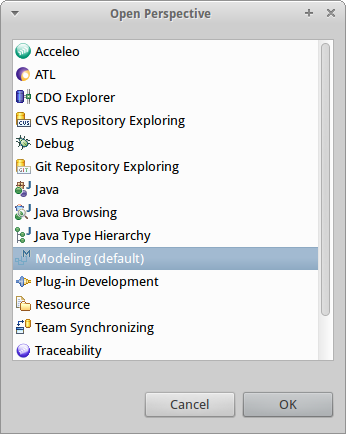 Open Perspective
Acceleo
ATL
CDO Explorer
CVS Repository Exploring
Debug
Git Repository Exploring
Java
Java Browsing
Java Type Hierarchy
Modeling (default)
Plug-in Development
Resource
Team Synchronizing
Traceability
Cancel
OK